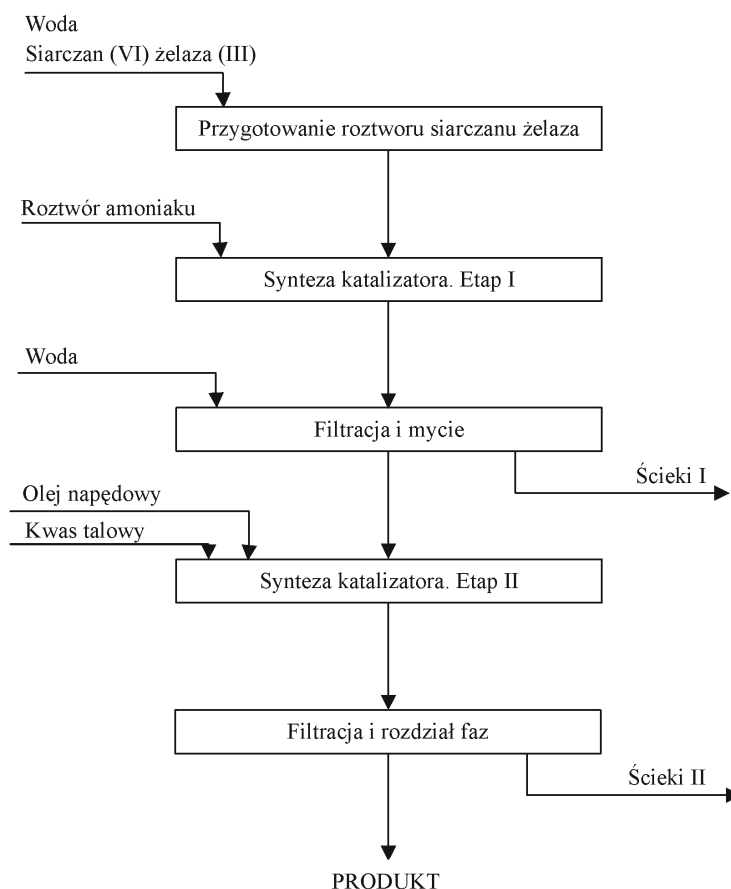 Woda
Siarczan (VI) żelaza (III)
Przygotowanie roztworu siarczanu żelaza
Roztwór amoniaku
Synteza katalizatora. Etap I
Woda
Filtracja i mycie
Ścieki I
Olej napędowy
Kwas talowy
Synteza katalizatora. Etap II
Filtracja i rozdział faz
Ścieki II
PRODUKT